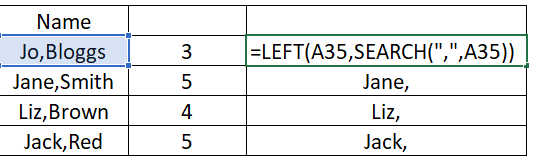 Name
Jo,Bloggs 3 =LEFT(A35,SEARCH(",",A35))
Jane,Smith 5 Jane,
Liz,Brown 4 Liz,
Jack,Red 5 Jack,